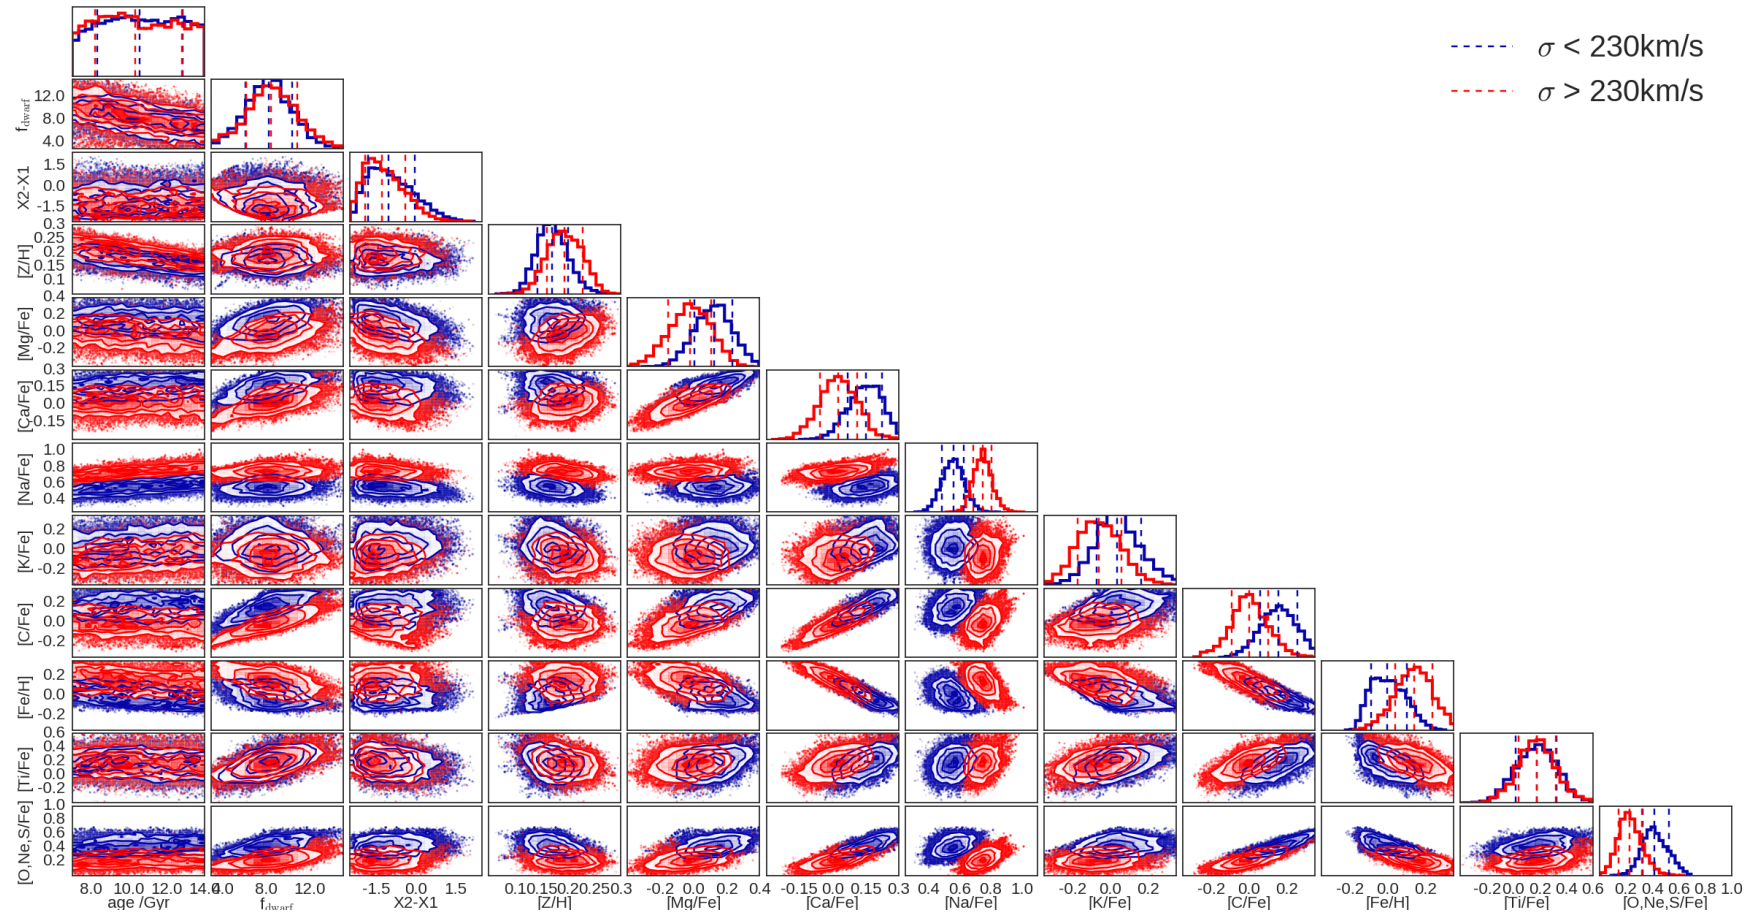 σ < 230km/s
σ > 230km/s
12.0
8.0
4.0
f_dwarf
1.5
0.0
-1.5
X2-X1
0.3
0.25
0.2
0.15
0.1
[Z/H]
0.4
0.2
0.0
-0.2
[Mg/Fe]
0.3
0.15
0.0
0.15
[Ca/Fe]
1.0
0.8
0.6
0.4
[Na/Fe]
0.2
0.0
-0.2
[K/Fe]
0.2
0.0
-0.2
[C/Fe]
0.2
0.0
-0.2
[Fe/H]
0.6
0.4
0.2
0.0
-0.2
[Ti/Fe]
1.0
0.8
0.6
0.4
0.2
[O,Ne,S/Fe]
8.0 10.0 12.0 14.0 4.0 8.0 12.0 -1.5 0.0 1.5 0.10.150.20.250.3 -0.2 0.0 0.2 0.4 -0.15 0.0 0.15 0.3 0.4 0.6 0.8 1.0 -0.2 0.0 0.2 -0.2 0.0 0.2 -0.2 0.0 0.2 -0.20.0 0.2 0.4 0.6 0.2 0.4 0.6 0.8 1.0
age /Gyr f_dwarf X2-X1 [Z/H] [Mg/Fe] [Ca/Fe] [Na/Fe] [K/Fe] [C/Fe] [Fe/H] [Ti/Fe] [O,Ne,S/Fe]